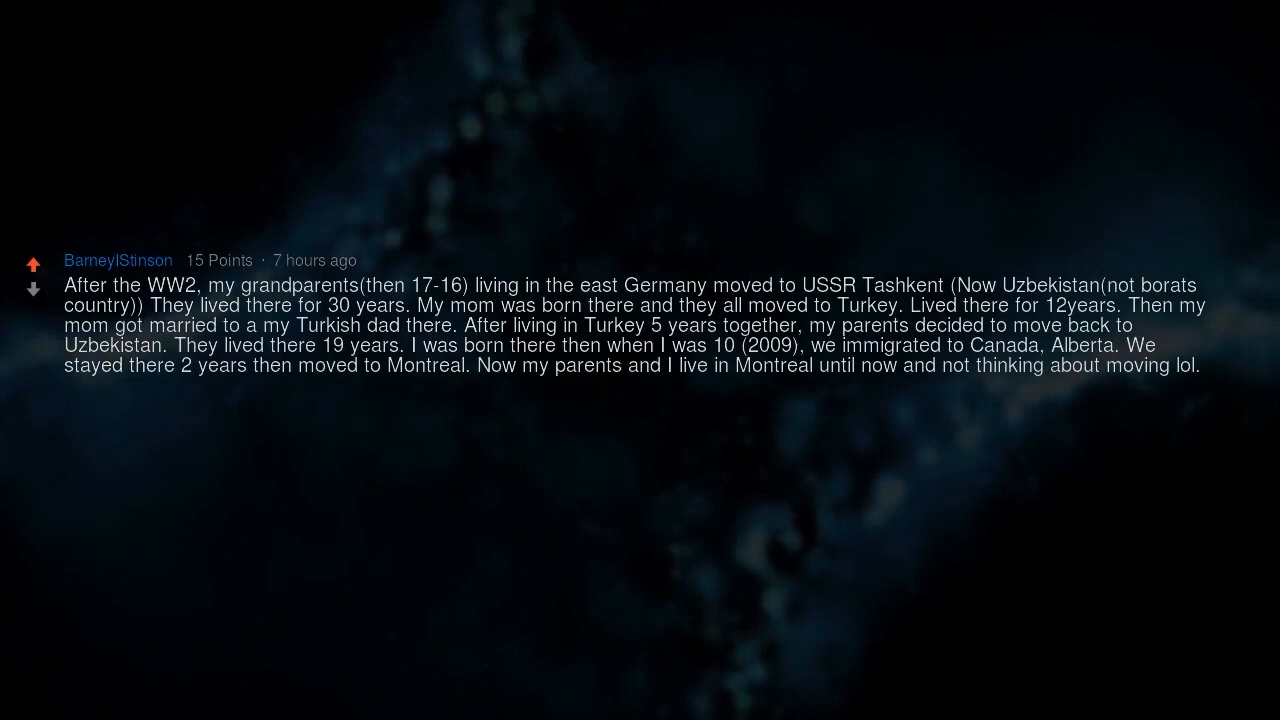 BarneyIStinson 15 Points · 7 hours ago
After the WW2, my grandparents(then 17-16) living in the east Germany moved to USSR Tashkent (Now Uzbekistan(not borats
country)) They lived there for 30 years. My mom was born there and they all moved to Turkey. Lived there for 12years. Then my
mom got married to a my Turkish dad there. After living in Turkey 5 years together, my parents decided to move back to
Uzbekistan. They lived there 19 years. I was born there then when I was 10 (2009), we immigrated to Canada, Alberta. We
stayed there 2 years then moved to Montreal. Now my parents and I live in Montreal until now and not thinking about moving lol.